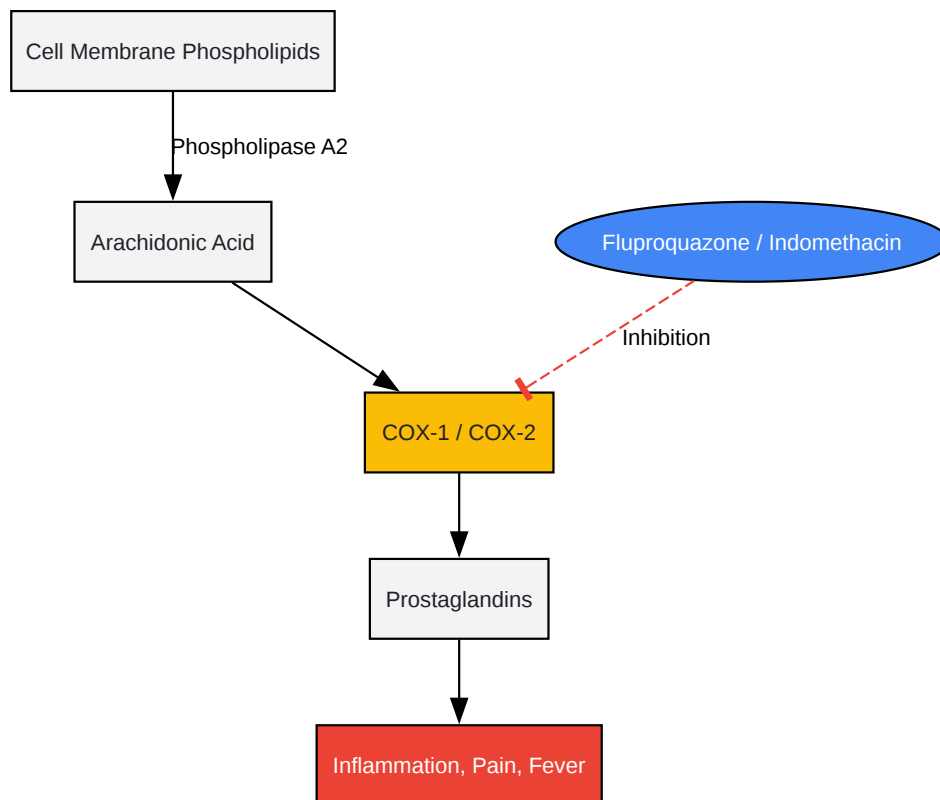 Cell Membrane Phospholipids
Phospholipase A2
Arachidonic Acid
Fluproquazone / Indomethacin
Inhibition
COX-1 / COX-2
Prostaglandins
Inflammation, Pain, Fever